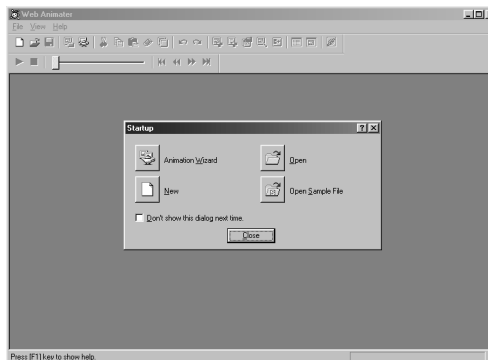 Web Animater
File View Help
Startup
Animation Wizard
Open
New
Open Sample File
Don't show this dialog next time.
Close
Press [F1] key to show help.